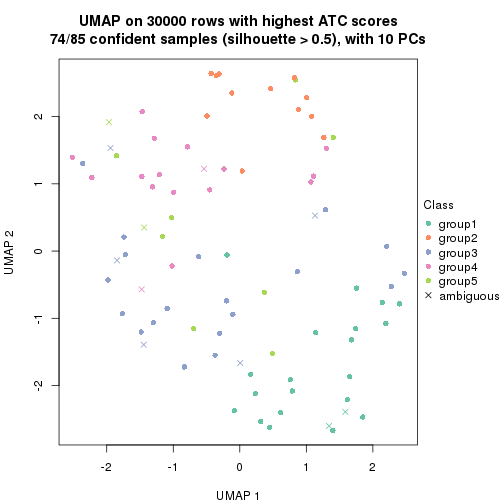 UMAP on 30000 rows with highest ATC scores
74/85 confident samples (silhouette > 0.5), with 10 PCs
2
1
0
-1
-2
UMAP 2
-2
-1
0
1
2
UMAP 1
Class
group1
group2
group3
group4
group5
ambiguous